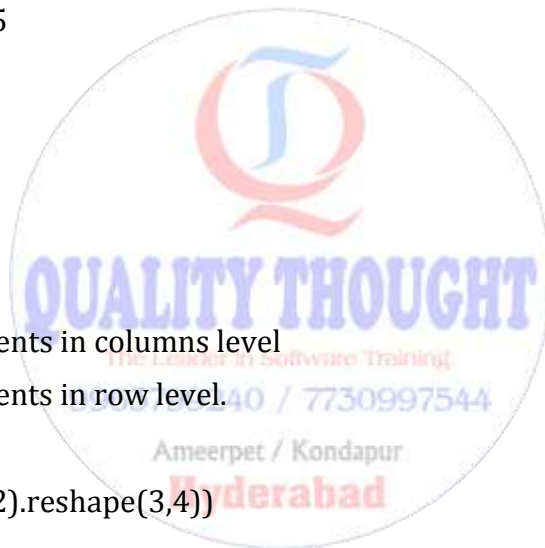 5
QUALITY THOUGHT
ents in columns level
The Leader in Software Training
ents in row level.
40 / 7730997544
Ameerpet / Kondapur
2).reshape(3,4))
Hyderabad